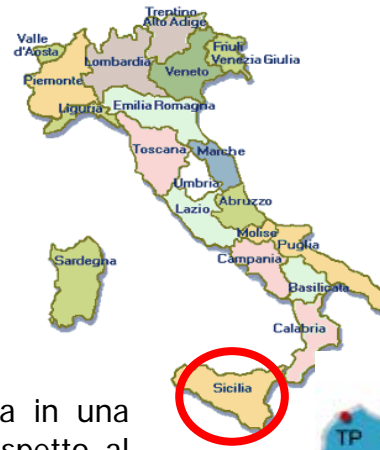 Trentino
Alto Adige
Valle
d'Aosta
Friuli
Venezia Giulia
Lombardia
Veneto
Piemonte
Liguria
Emilia Romagna
Toscana
Marche
Umbria
Lazio
Abruzzo
Molise
Puglia
Campania
Basilicata
Sardegna
Calabria
Sicilia
a in una
spetto al
TP